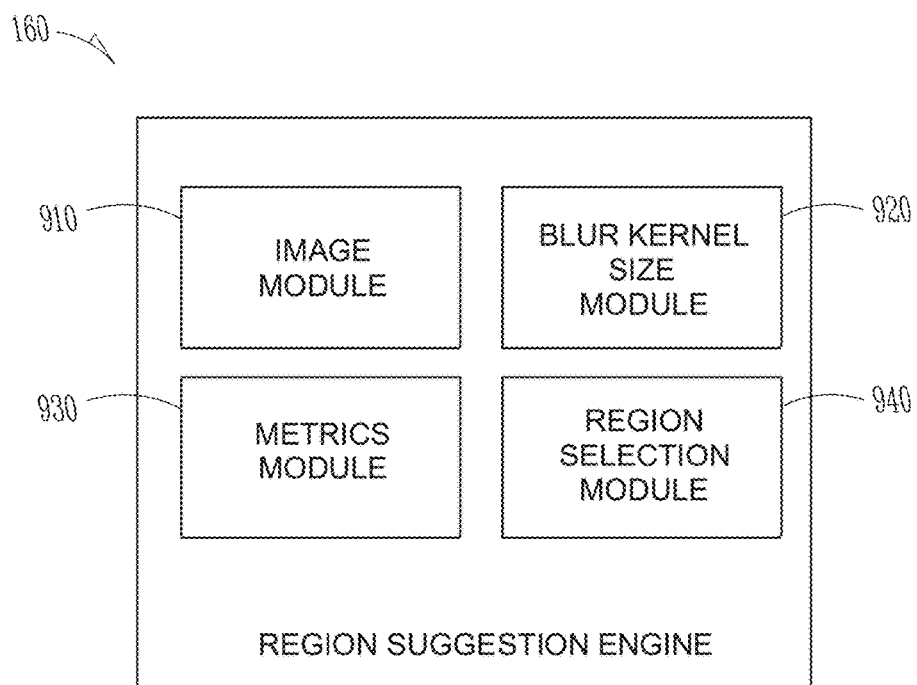 160
910
IMAGE
MODULE
BLUR KERNEL
SIZE
MODULE
920
930
METRICS
MODULE
REGION
SELECTION
MODULE
940
REGION SUGGESTION ENGINE